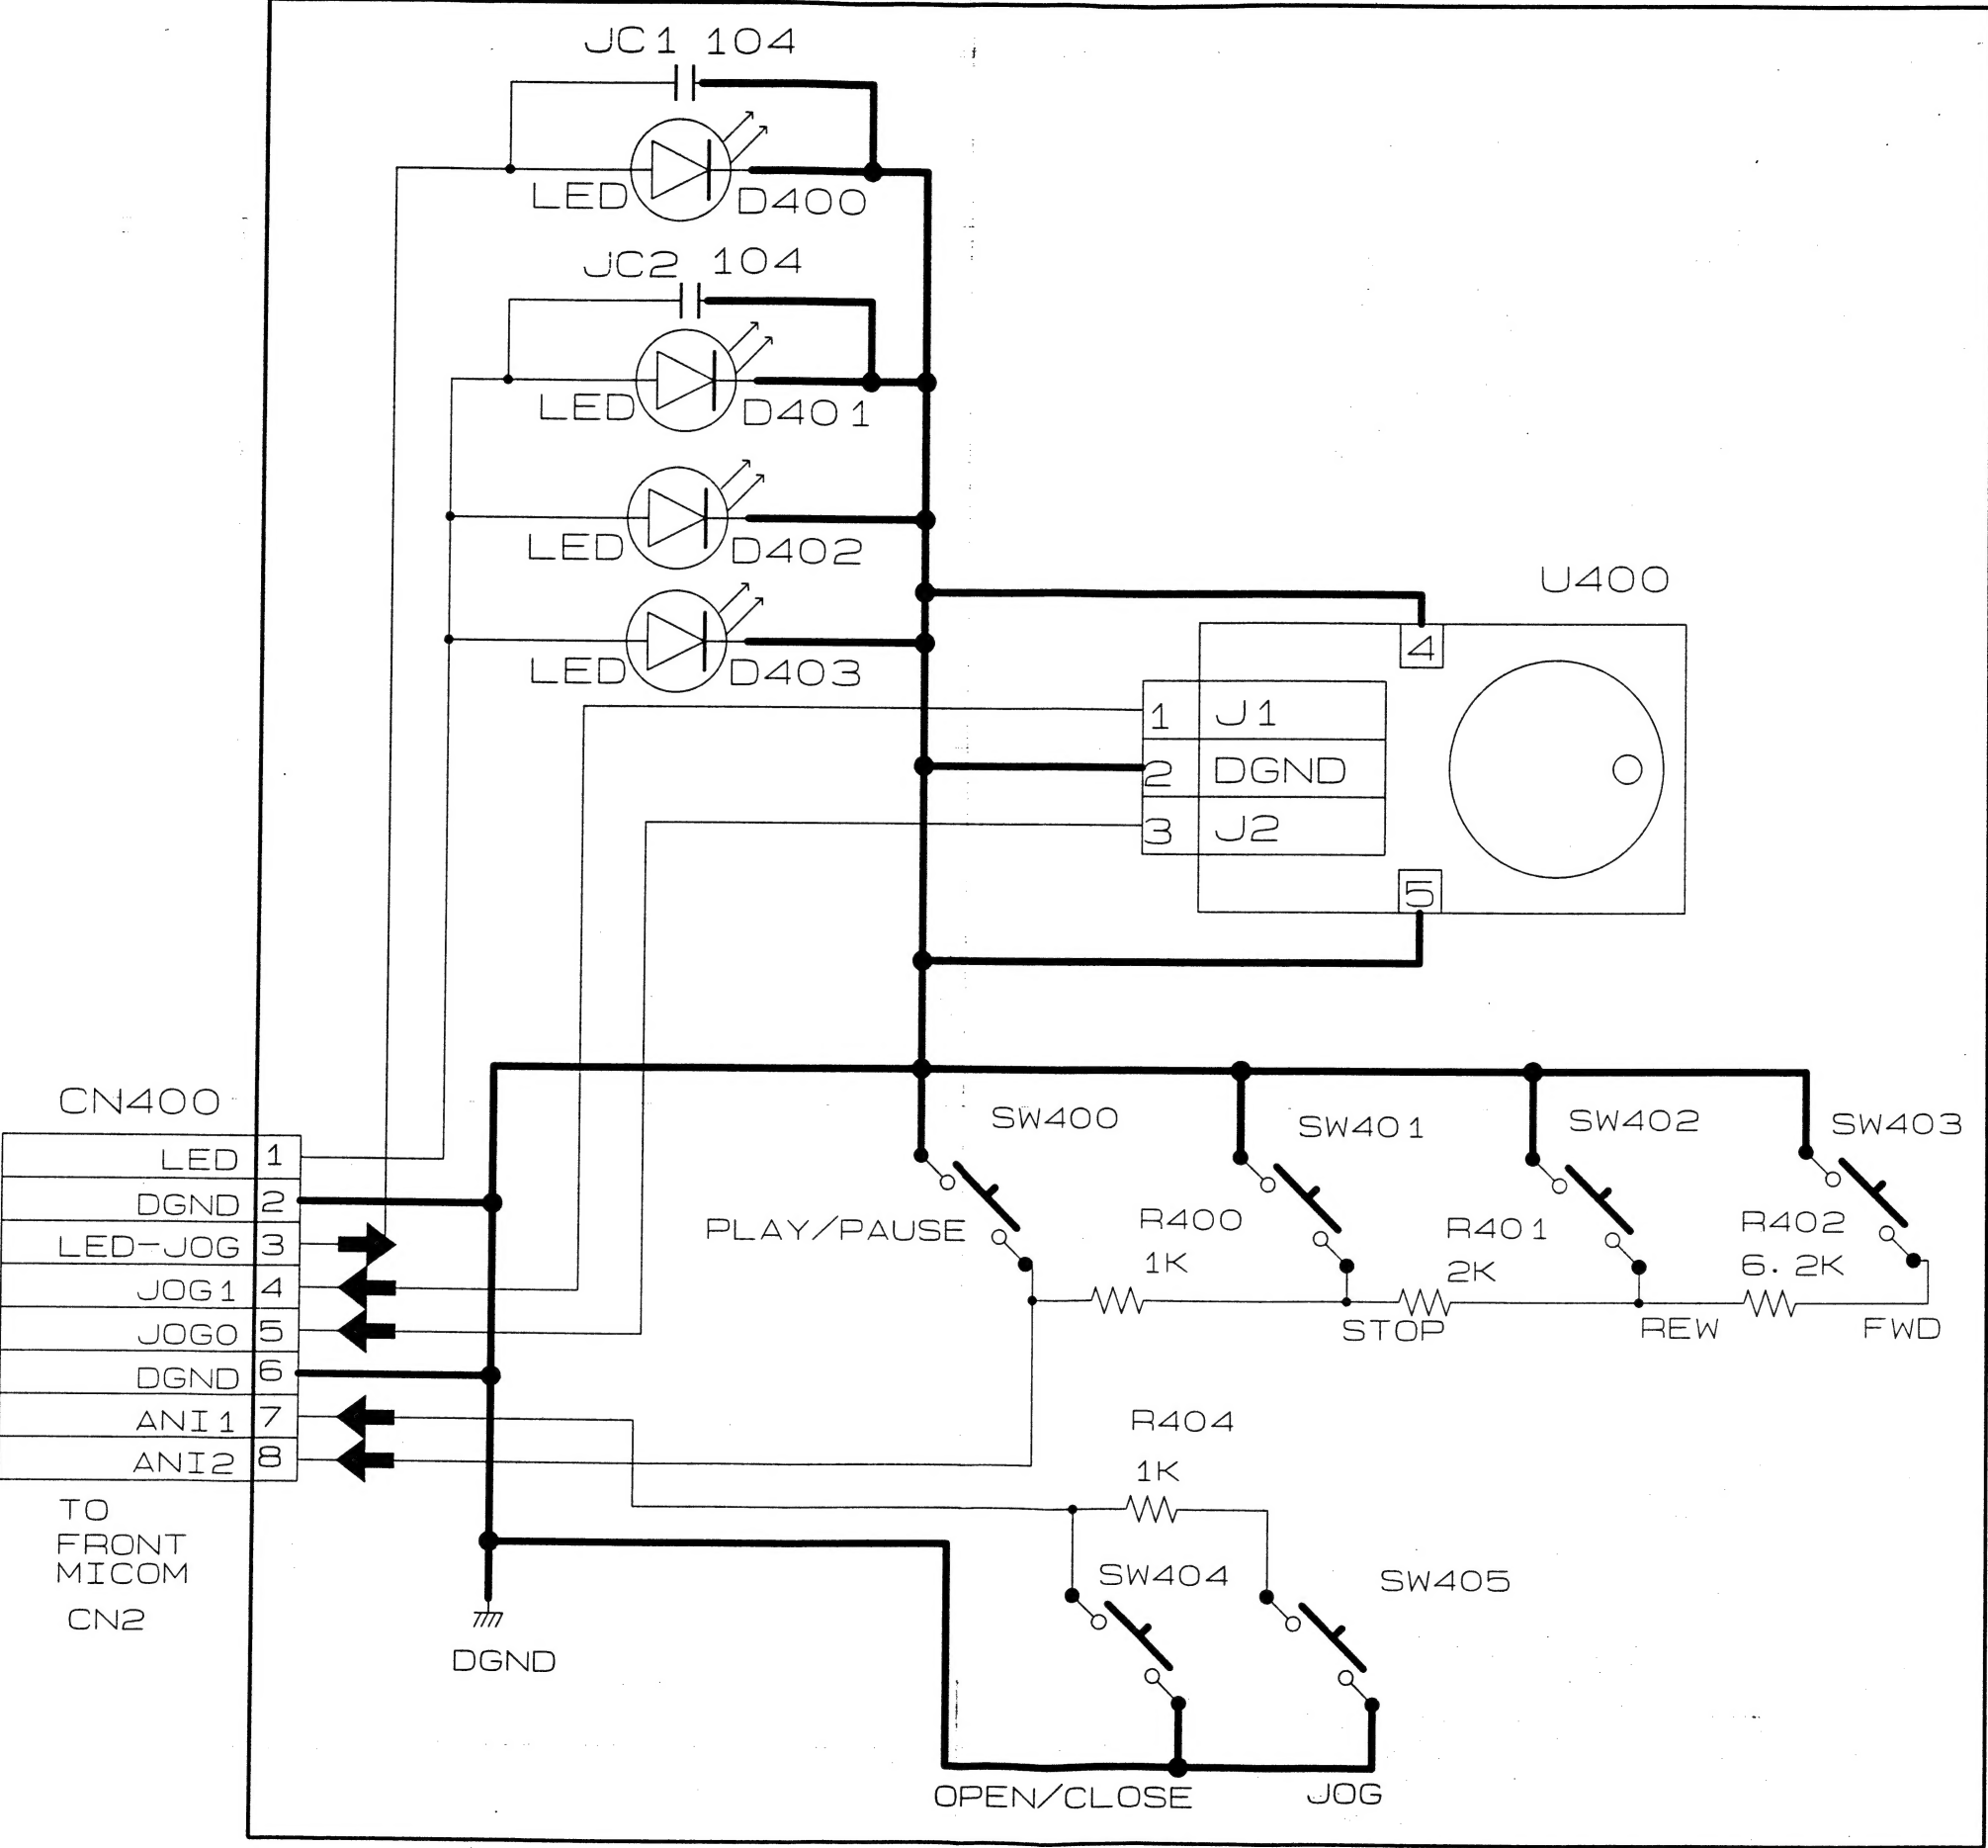 JC1 104
LED
D400
JC2 104
LED
D401
LED
D402
LED
D403
U400
4
1 J1
2 DGND
3 J2
5
CN400
LED 1
DGND 2
LED-JOG 3
JOG1 4
JOG0 5
DGND 6
ANI1 7
ANI2 8
TO
FRONT
MICOM
CN2
SW400
SW401
SW402
SW403
PLAY/PAUSE
R400
1K
R401
2K
R402
6.2K
STOP
REW
FWD
R404
1K
SW404
SW405
DGND
OPEN/CLOSE
JOG